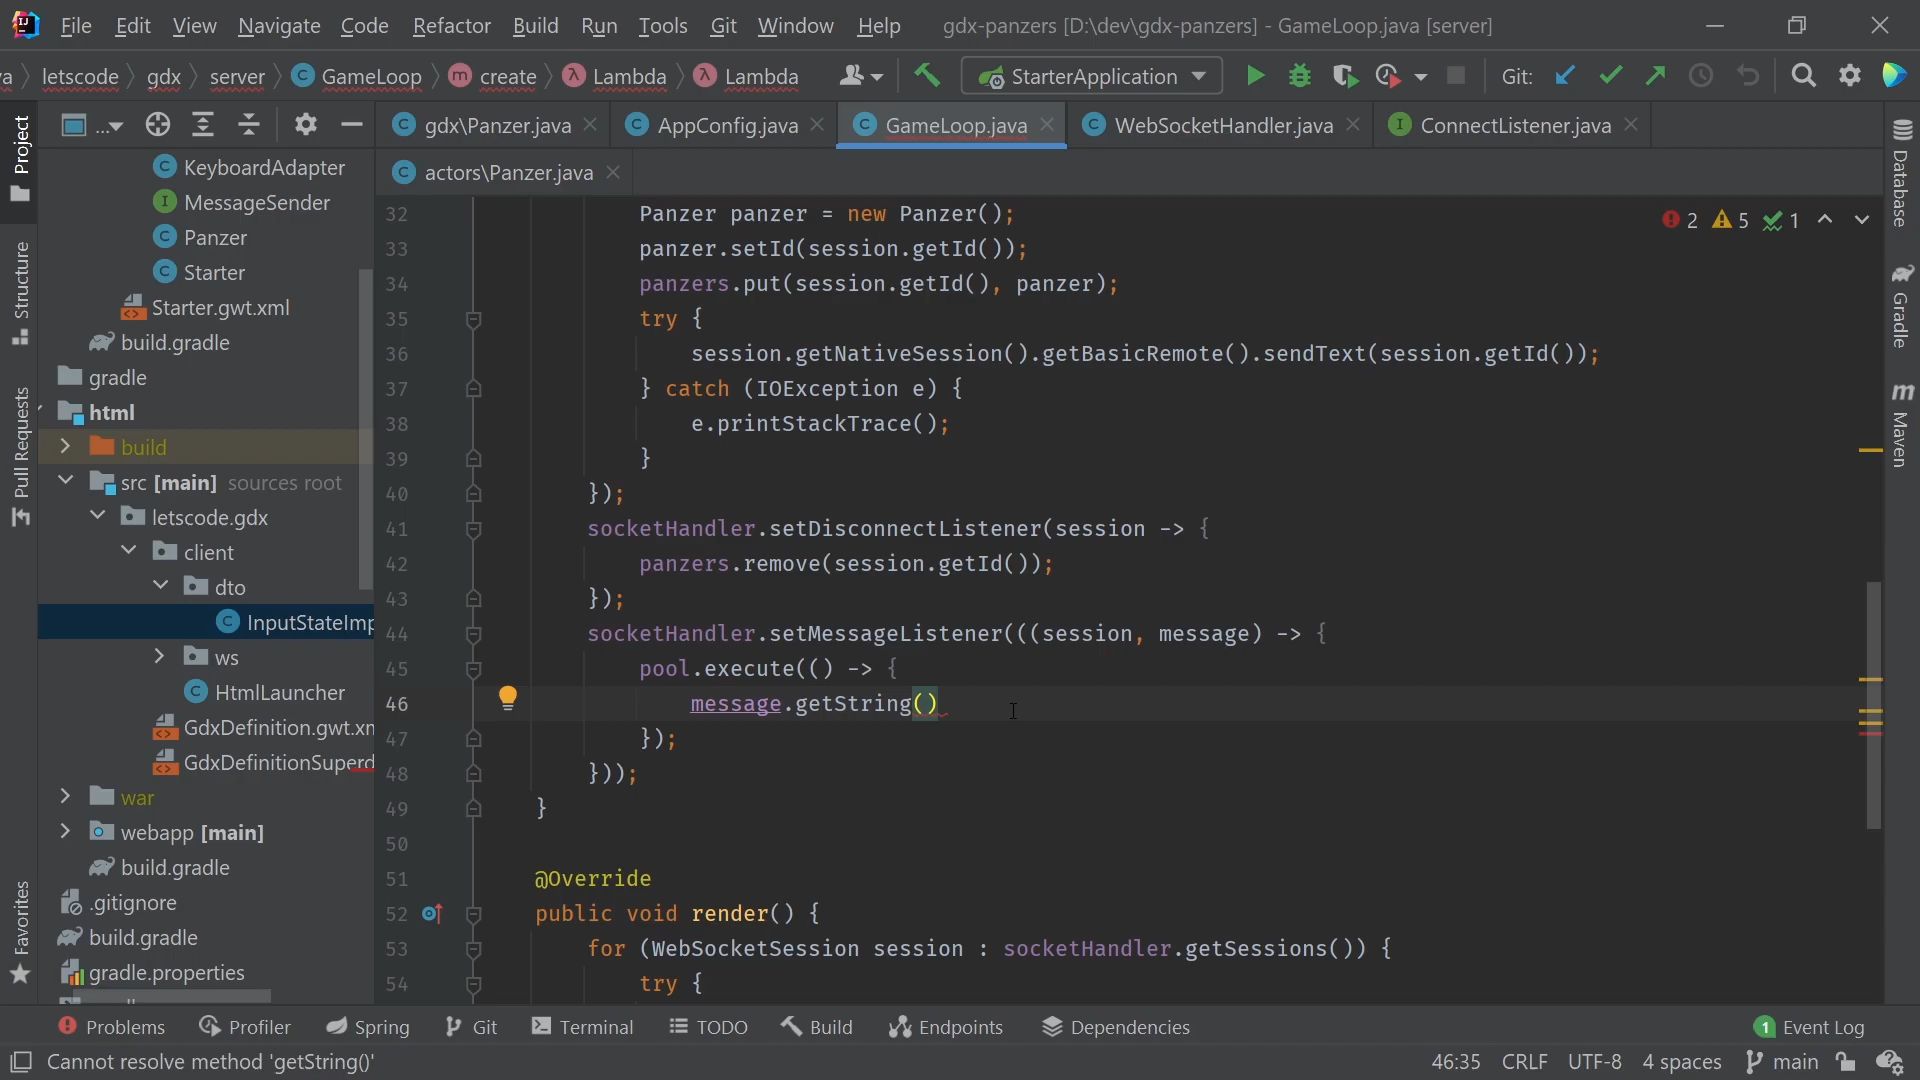 File Edit View Navigate Code Refactor Build Run Tools Git Window Help gdx-panzers [D:\dev\gdx-panzers] - GameLoop.java [server]
a letscode gdx server GameLoop create Lambda Lambda StarterApplication Git:
gdx\Panzer.java AppConfig.java GameLoop.java WebSocketHandler.java ConnectListener.java
actors\Panzer.java
Project
Structure
Pull Requests
Favorites
KeyboardAdapter
MessageSender
Panzer
Starter
Starter.gwt.xml
build.gradle
gradle
html
build
src [main] sources root
letscode.gdx
client
dto
InputStateImp
ws
HtmlLauncher
GdxDefinition.gwt.xm
GdxDefinitionSuperd
war
webapp [main]
build.gradle
.gitignore
build.gradle
gradle.properties
2 5 1
32 Panzer panzer = new Panzer();
33 panzer.setId(session.getId());
34 panzers.put(session.getId(), panzer);
35 try {
36 session.getNativeSession().getBasicRemote().sendText(session.getId());
37 } catch (IOException e) {
38 e.printStackTrace();
39 }
40 });
41 socketHandler.setDisconnectListener(session -> {
42 panzers.remove(session.getId());
43 });
44 socketHandler.setMessageListener(((session, message) -> {
45 pool.execute(() -> {
46 message.getString()
47 });
48 }));
49 }
50
51 @Override
52 public void render() {
53 for (WebSocketSession session : socketHandler.getSessions()) {
54 try {
Database
Gradle
m Maven
Problems Profiler Spring Git Terminal TODO Build Endpoints Dependencies 1 Event Log
Cannot resolve method 'getString()' 46:35 CRLF UTF-8 4 spaces main